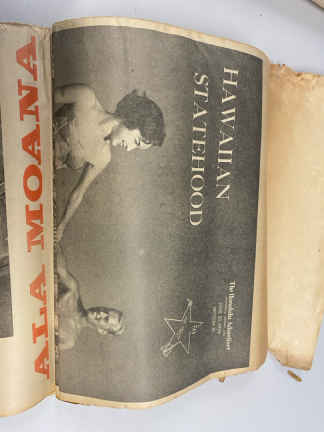 ALA MOANA
HAWAIIAN
STATEHOOD
The Honolulu Advertiser